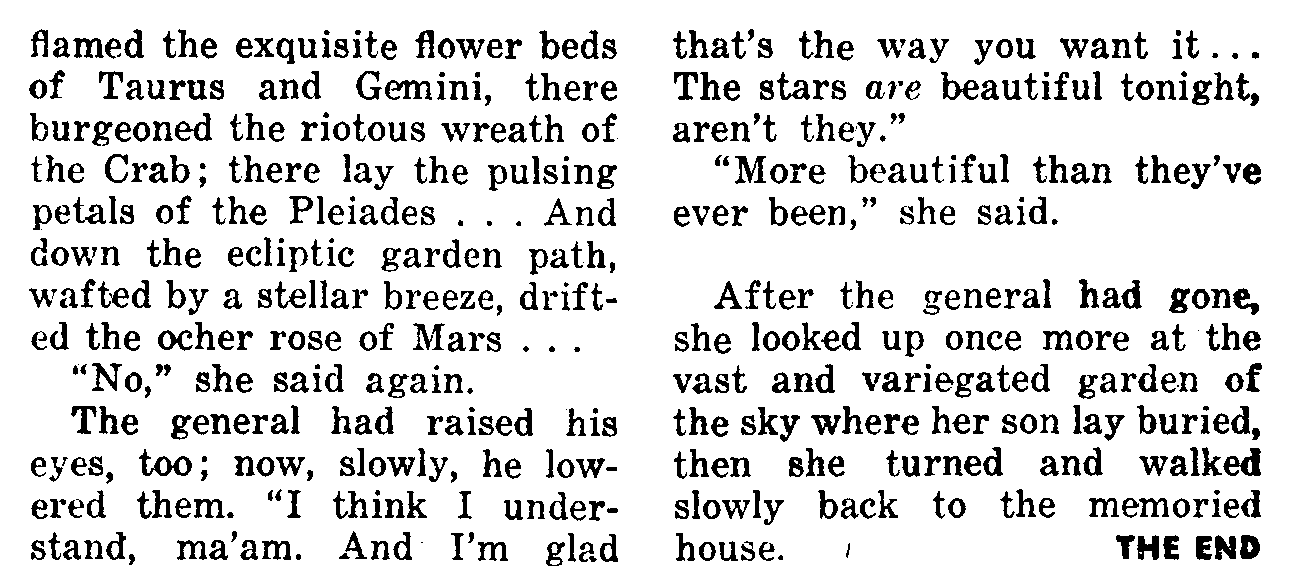 flamed the exquisite flower beds
of Taurus and Gemini, there
burgeoned the riotous wreath of
the Crab; there lay the pulsing
petals of the Pleiades . . . And
down the ecliptic garden path,
wafted by a stellar breeze, drift-
ed the ocher rose of Mars . . .
"No," she said again.
The general had raised his
eyes, too; now, slowly, he low-
ered them. "I think I under-
stand, ma'am. And I'm glad
that's the way you want it . . .
The stars are beautiful tonight,
aren't they."
"More beautiful than they've
ever been," she said.
After the general had gone,
she looked up once more at the
vast and variegated garden of
the sky where her son lay buried,
then she turned and walked
slowly back to the memoried
house. THE END